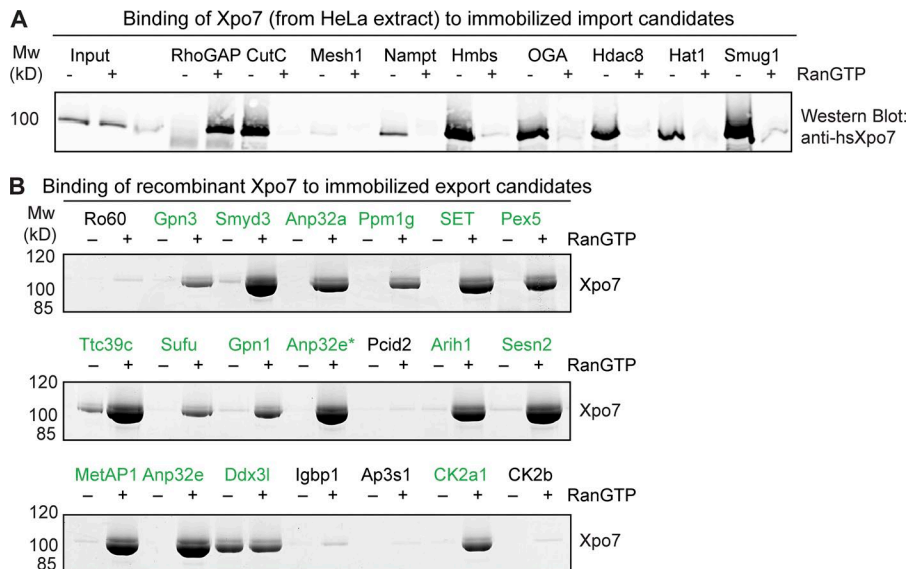 A Binding of Xpo7 (from HeLa extract) to immobilized import candidates
Mw (kD) Input RhoGAP CutC Mesh1 Nampt Hmbs OGA Hdac8 Hat1 Smug1
- + - + - + - + - + - + - + - + - + - + RanGTP
100 Western Blot: anti-hsXpo7
B Binding of recombinant Xpo7 to immobilized export candidates
Mw (kD) Ro60 Gpn3 Smyd3 Anp32a Ppm1g SET Pex5
– + – + – + – + – + – + – + RanGTP
120
100 Xpo7
85
Ttc39c Sufu Gpn1 Anp32e* Pcid2 Arih1 Sesn2
– + – + – + – + – + – + – + RanGTP
120
100 Xpo7
85
MetAP1 Anp32e Ddx3l Igbp1 Ap3s1 CK2a1 CK2b
– + – + – + – + – + – + – + RanGTP
120
100 Xpo7
85